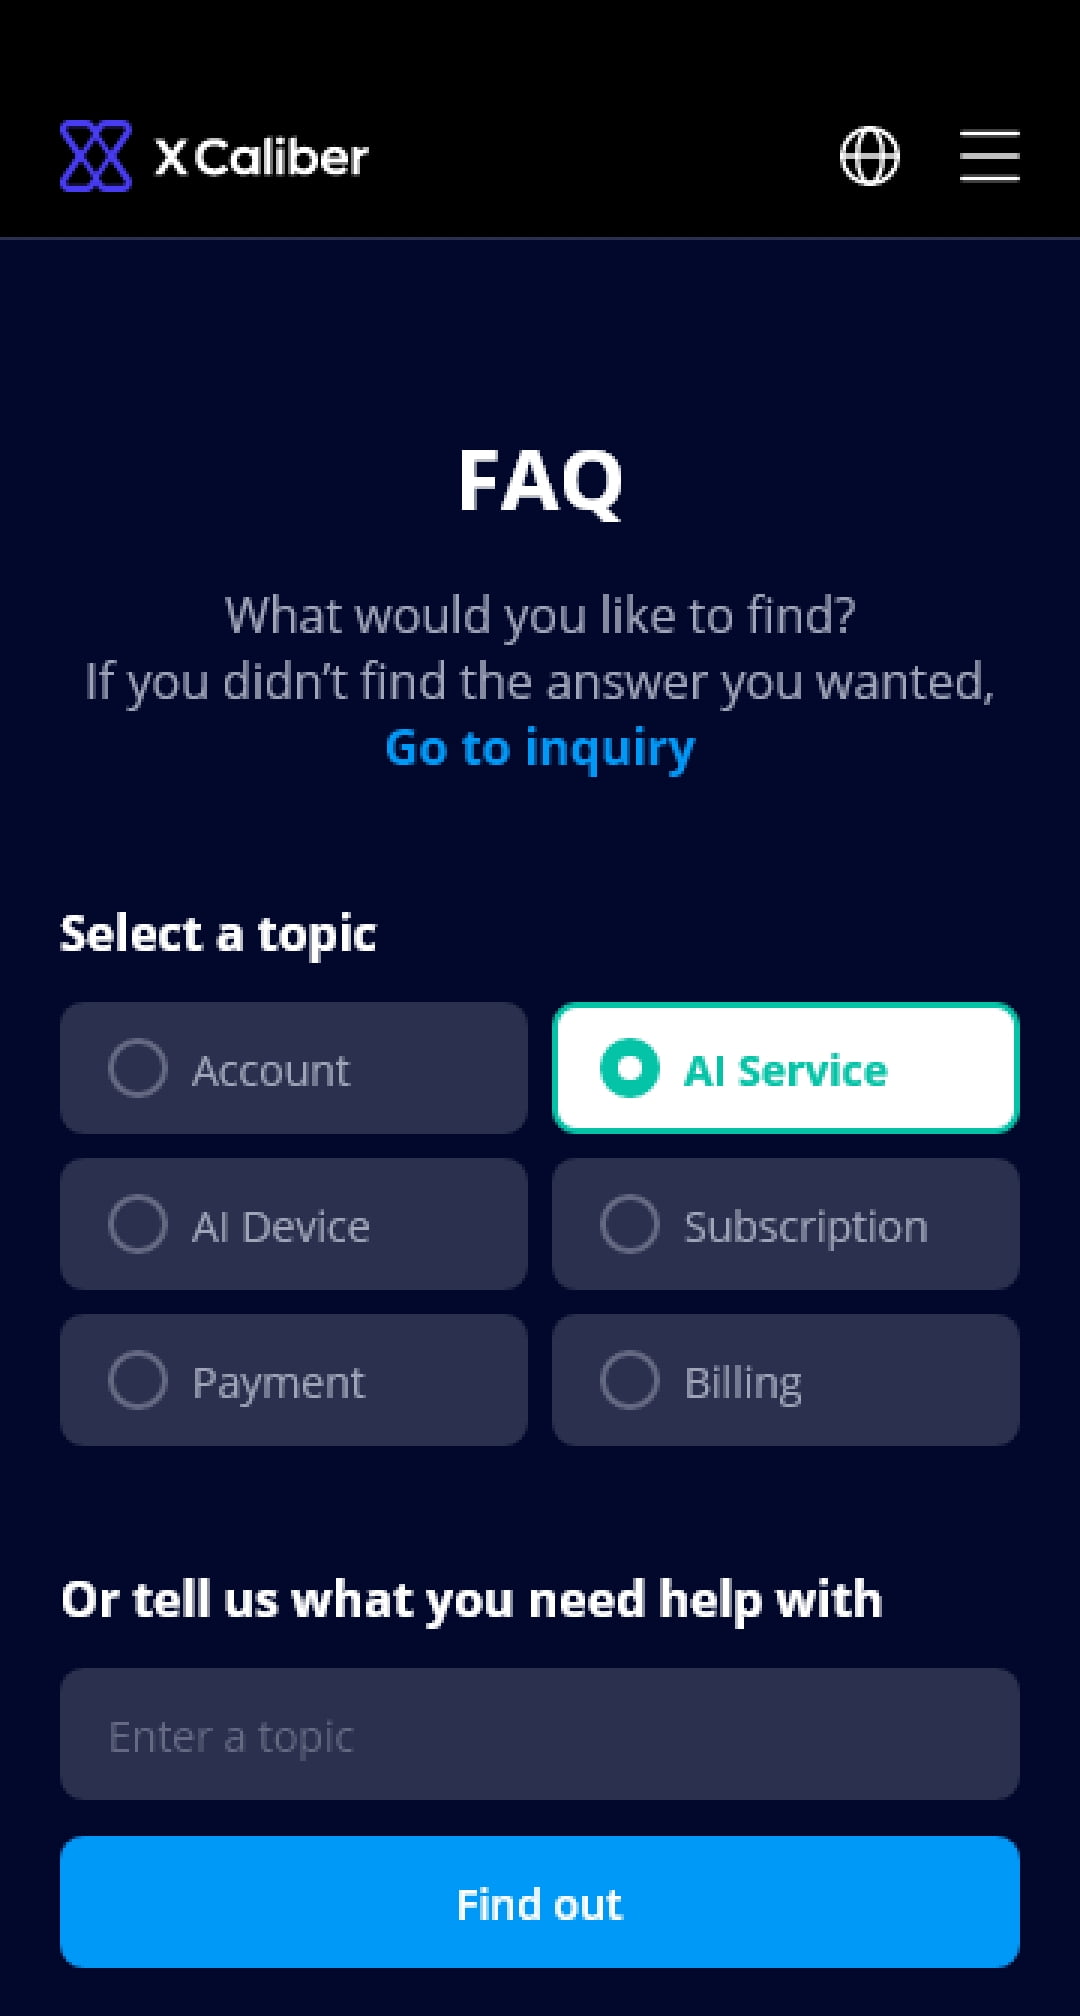 X Caliber
FAQ
What would you like to find?
If you didn’t find the answer you wanted,
Go to inquiry
Select a topic
Account
AI Service
AI Device
Subscription
Payment
Billing
Or tell us what you need help with
Enter a topic
Find out